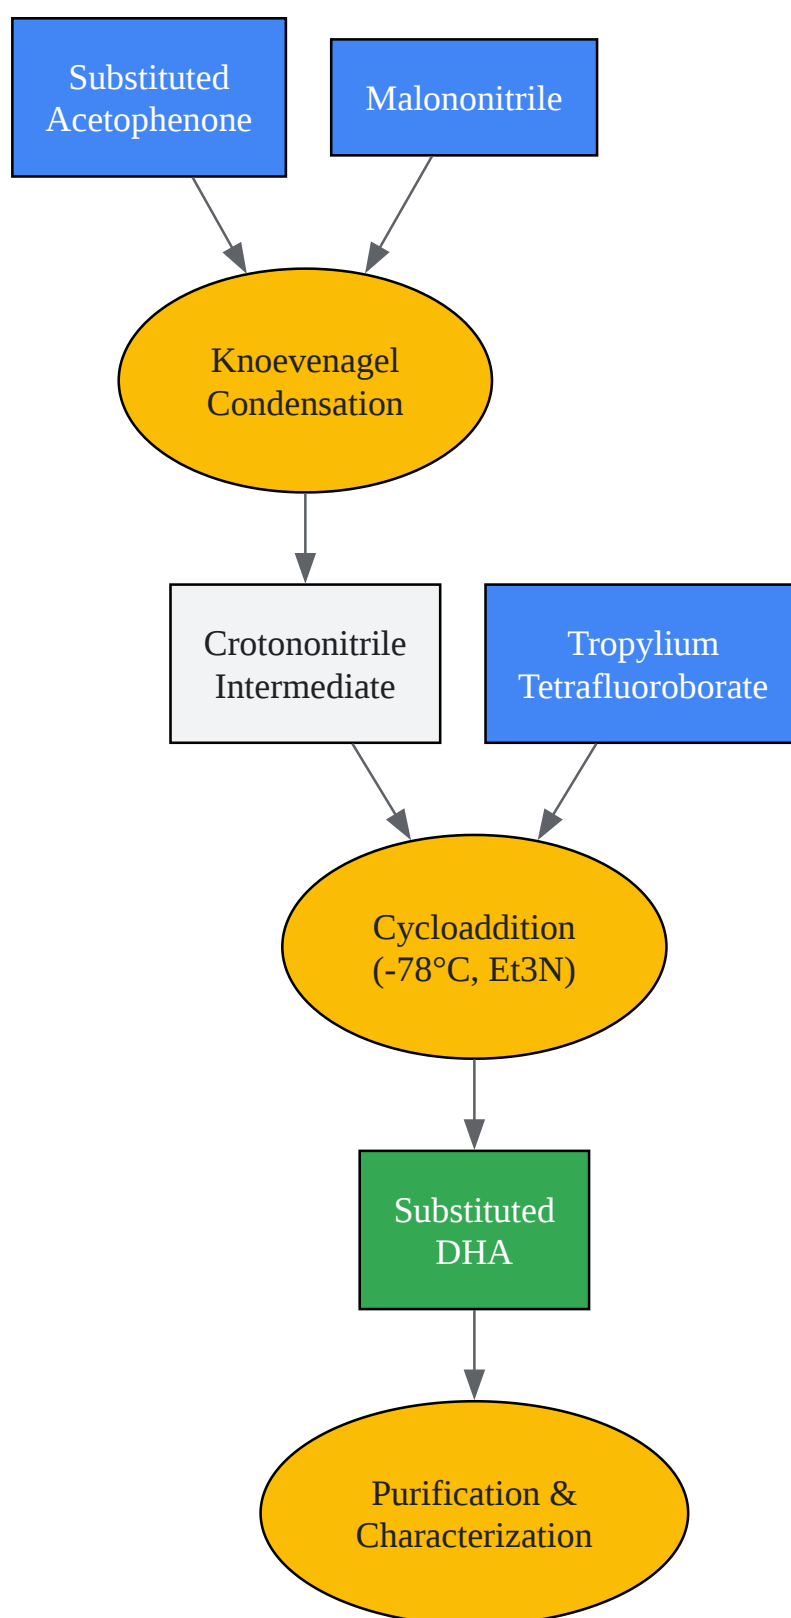 Substituted
Acetophenone
Malononitrile
Knoevenagel
Condensation
Crotononitrile
Intermediate
Tropylium
Tetrafluoroborate
Cycloaddition
(-78°C, Et3N)
Substituted
DHA
Purification &
Characterization